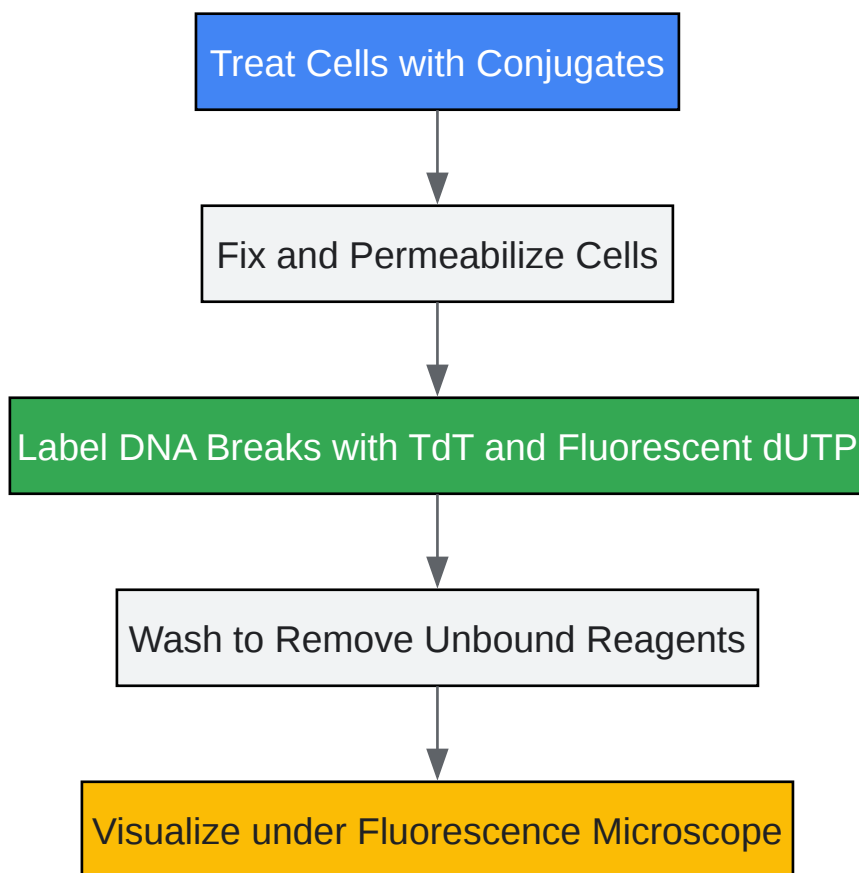 Treat Cells with Conjugates
Fix and Permeabilize Cells
Label DNA Breaks with TdT and Fluorescent dUTP
Wash to Remove Unbound Reagents
Visualize under Fluorescence Microscope